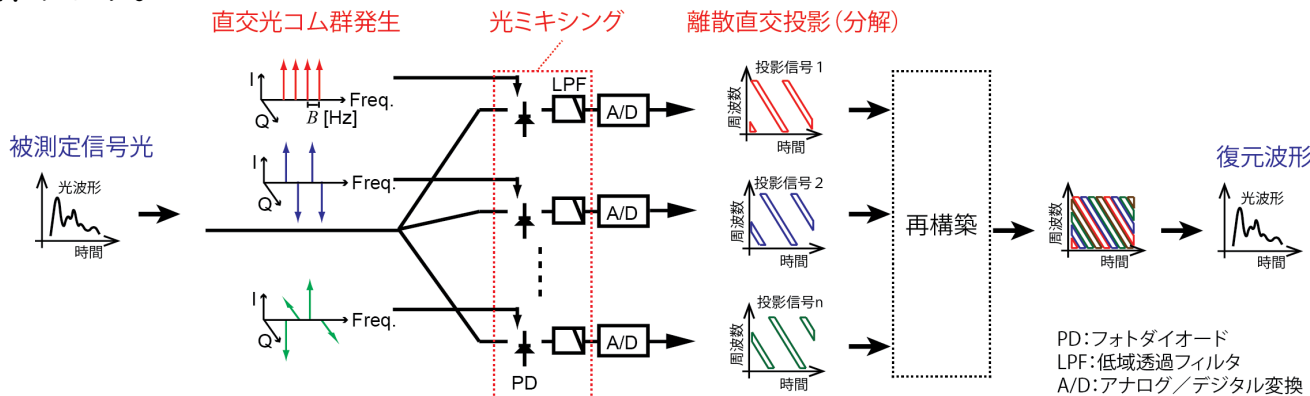 直交光コム群発生
光ミキシング
離散直交投影(分解)
I
Q
Freq.
B [Hz]
LPF
A/D
投影信号1
周波数
時間
被測定信号光
光波形
時間
I
Q
Freq.
A/D
投影信号2
周波数
時間
再構築
周波数
時間
復元波形
光波形
時間
I
Q
Freq.
PD
A/D
投影信号n
周波数
時間
PD:フォトダイオード
LPF:低域透過フィルタ
A/D:アナログ/デジタル変換